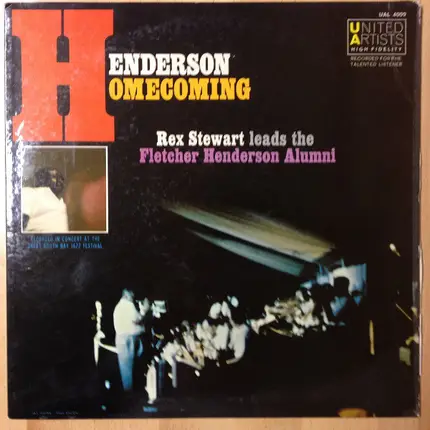 UAL 4009
UNITED
ARTISTS
HIGH FIDELITY
RECORDED FOR THE
TALENTED LISTENER
HENDERSON
HOMECOMING
Rex Stewart leads the
Fletcher Henderson Alumni
RECORDED IN CONCERT AT THE
GREAT SOUTH BAY JAZZ FESTIVAL